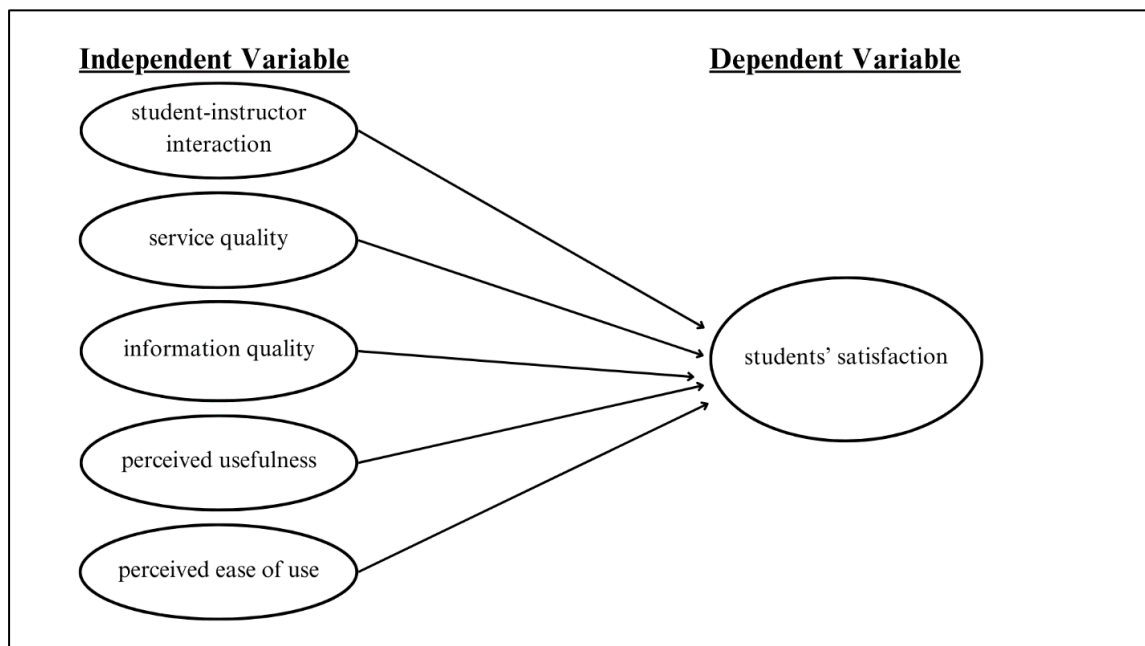 Independent Variable
Dependent Variable
student-instructor
interaction
service quality
information quality
perceived usefulness
perceived ease of use
students’ satisfaction